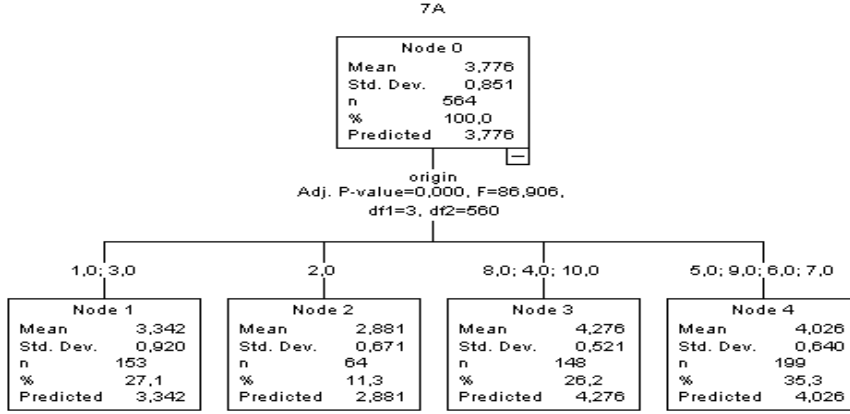 7A
Node 0
Mean 3,776
Std. Dev. 0,851
n 564
% 100,0
Predicted 3,776
origin
Adj. P-value=0,000, F=86,906,
df1=3, df2=560
1,0; 3,0
2,0
8,0; 4,0; 10,0
5,0; 9,0; 6,0; 7,0
Node 1
Mean 3,342
Std. Dev. 0,920
n 153
% 27,1
Predicted 3,342
Node 2
Mean 2,881
Std. Dev. 0,671
n 64
% 11,3
Predicted 2,881
Node 3
Mean 4,276
Std. Dev. 0,521
n 148
% 26,2
Predicted 4,276
Node 4
Mean 4,026
Std. Dev. 0,640
n 199
% 35,3
Predicted 4,026